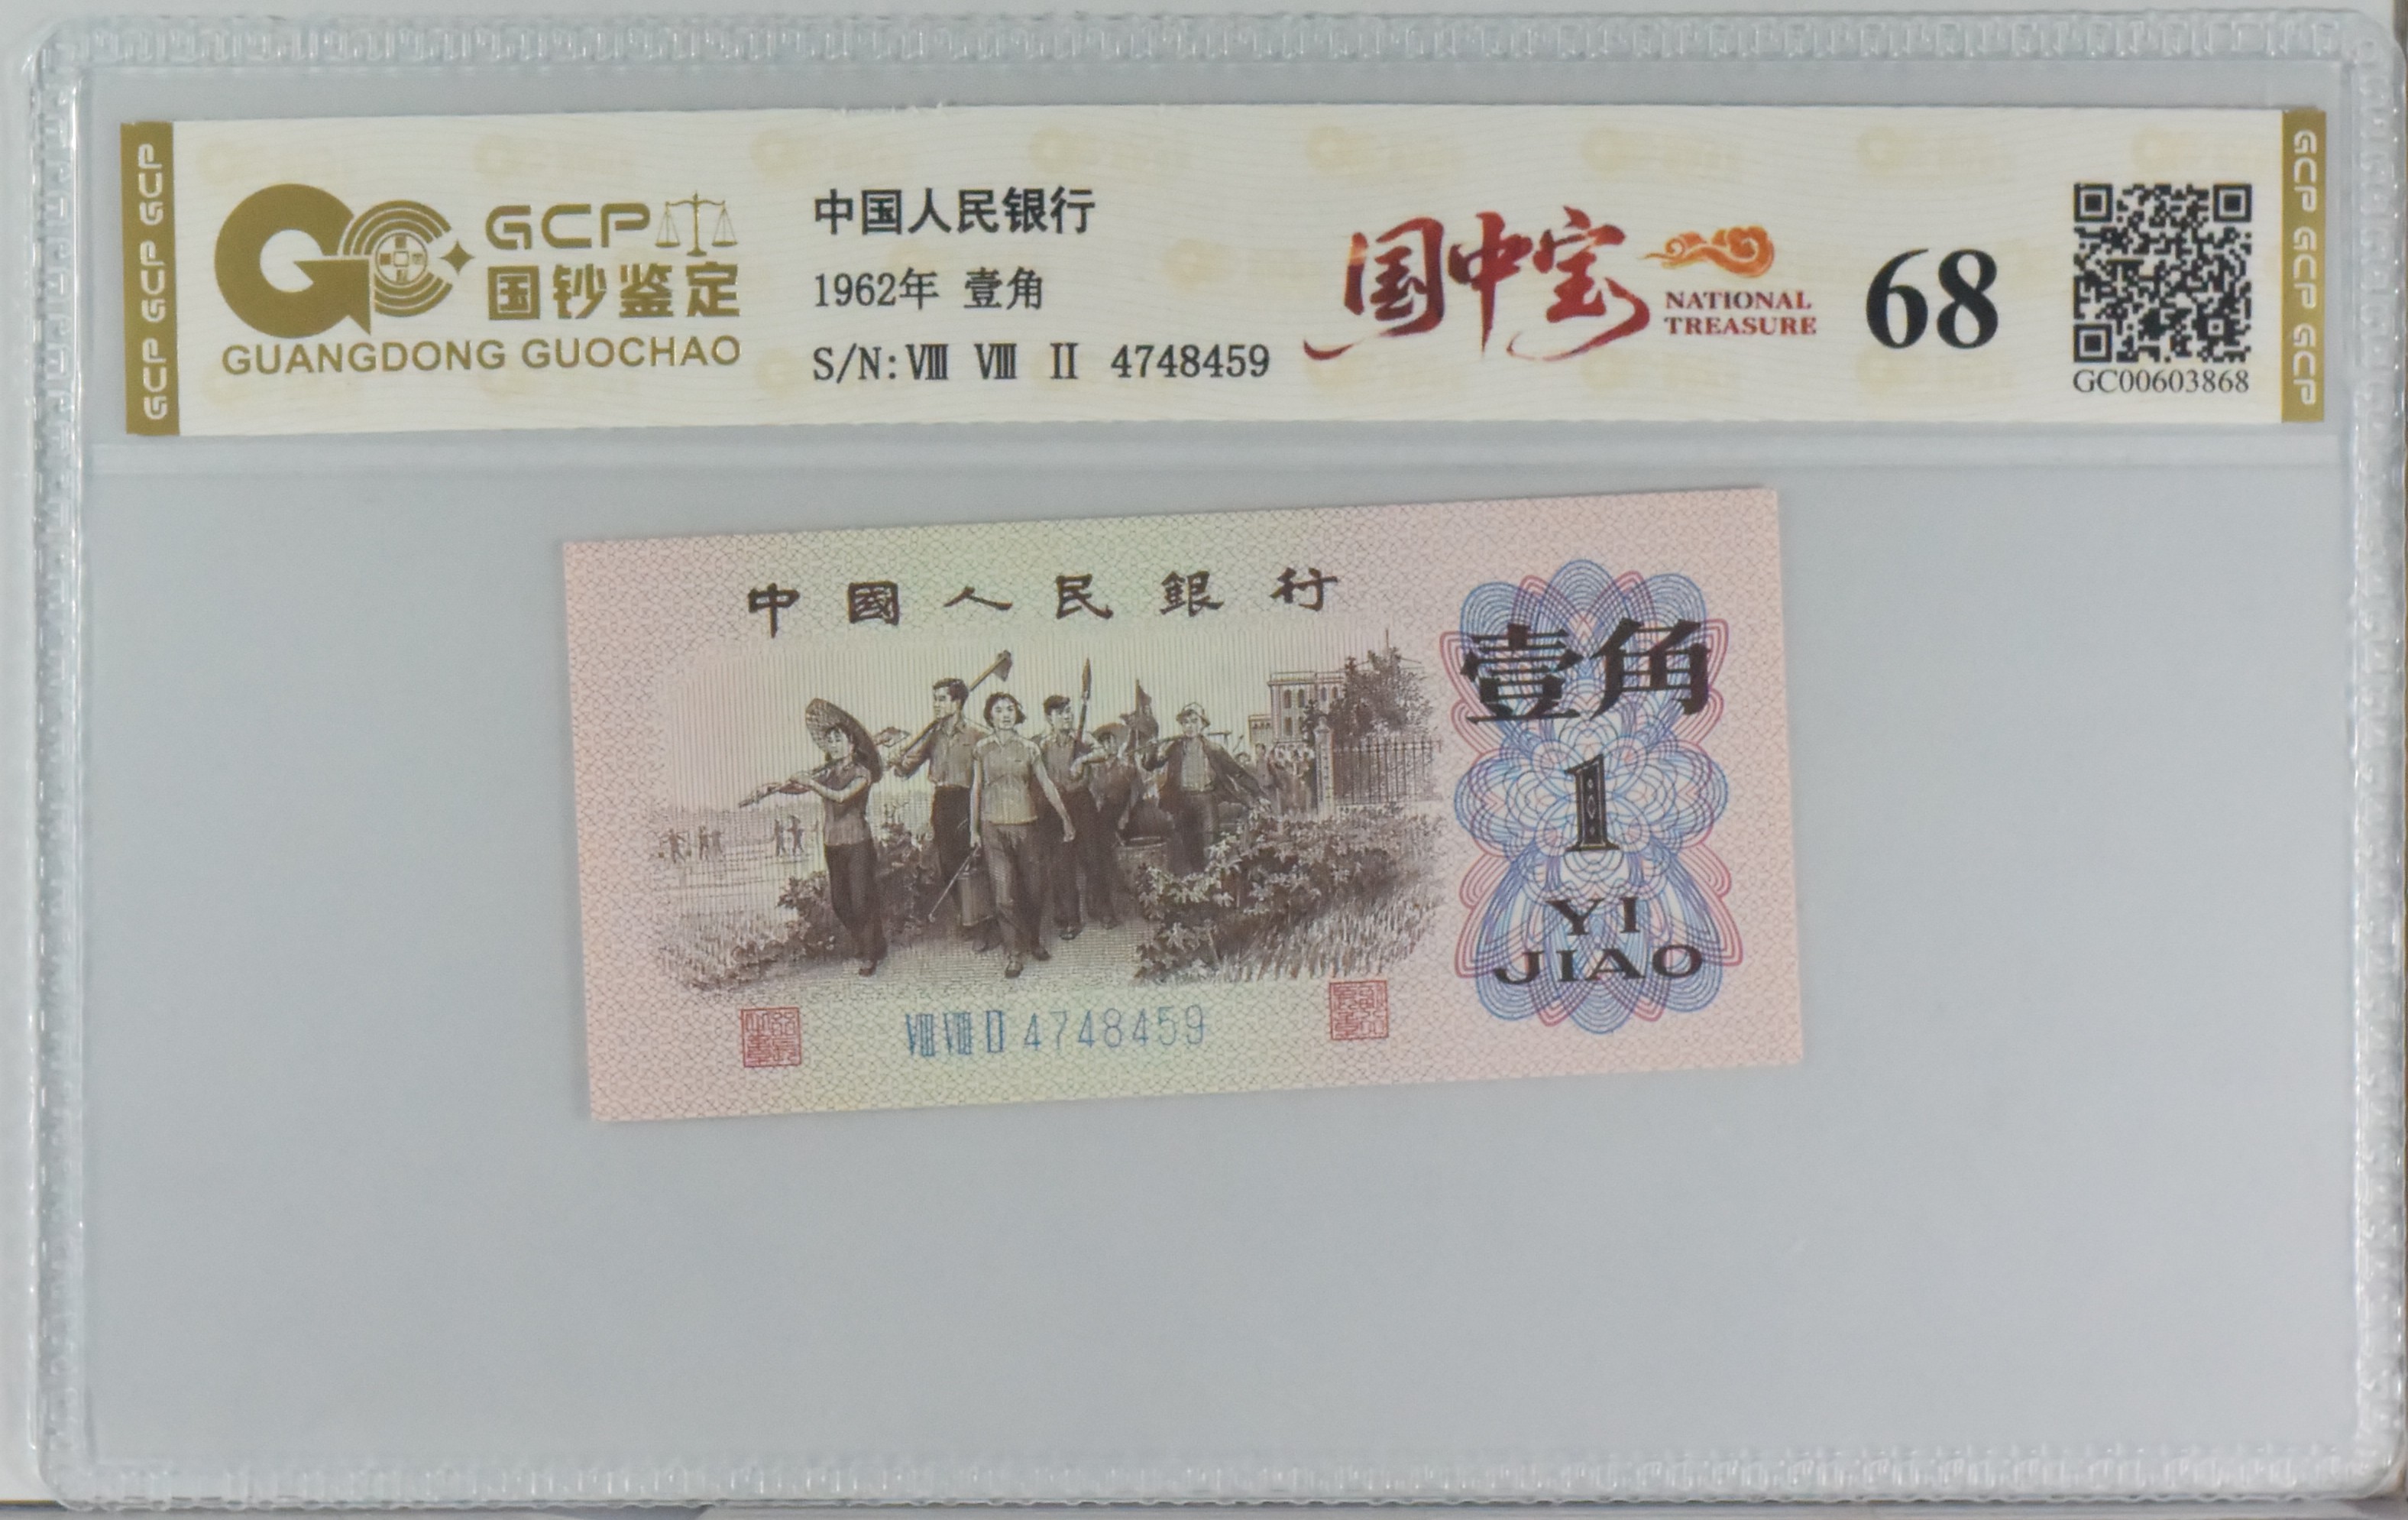 GCP GCP GCP
GCP
国钞鉴定
GUANGDONG GUOCHAO
中国人民银行
1962年 壹角
S/N: Ⅷ Ⅷ Ⅱ 4748459
国中宝
NATIONAL
TREASURE
68
GC00603868
GCP GCP GCP
中國人民銀行
壹角
1
YI
JIAO
Ⅷ Ⅷ Ⅱ 4748459